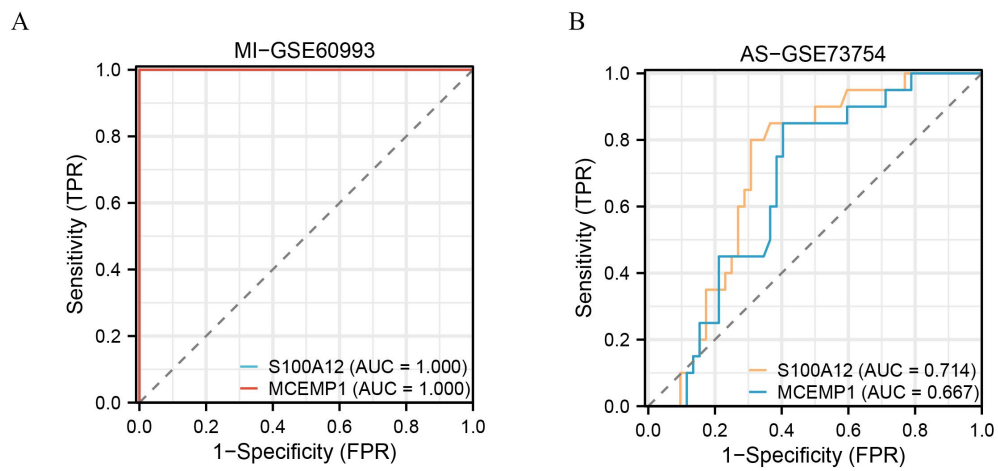 A
MI−GSE60993
Sensitivity (TPR)
1.0
0.8
0.6
0.4
0.2
0.0
S100A12 (AUC = 1.000)
MCEMP1 (AUC = 1.000)
0.0 0.2 0.4 0.6 0.8 1.0
1−Specificity (FPR)
B
AS−GSE73754
Sensitivity (TPR)
1.0
0.8
0.6
0.4
0.2
0.0
S100A12 (AUC = 0.714)
MCEMP1 (AUC = 0.667)
0.0 0.2 0.4 0.6 0.8 1.0
1−Specificity (FPR)